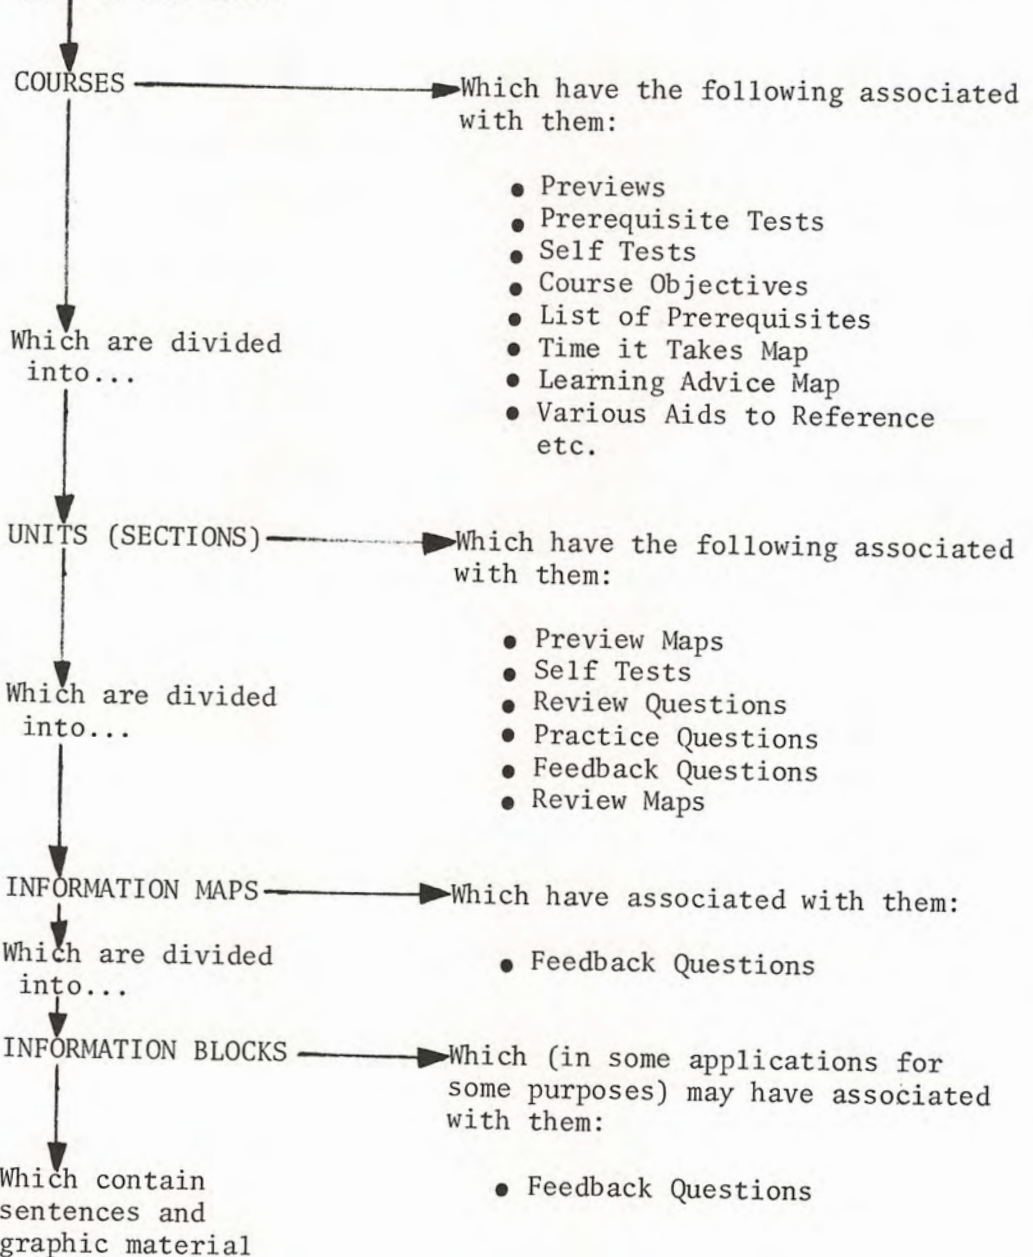 COURSES
Which have the following associated
with them:
• Previews
• Prerequisite Tests
• Self Tests
• Course Objectives
• List of Prerequisites
• Time it Takes Map
• Learning Advice Map
• Various Aids to Reference
etc.
Which are divided
into...
UNITS (SECTIONS)
Which have the following associated
with them:
• Preview Maps
• Self Tests
• Review Questions
• Practice Questions
• Feedback Questions
• Review Maps
Which are divided
into...
INFORMATION MAPS
Which have associated with them:
• Feedback Questions
Which are divided
into...
INFORMATION BLOCKS
Which (in some applications for
some purposes) may have associated
with them:
• Feedback Questions
Which contain
sentences and
graphic material